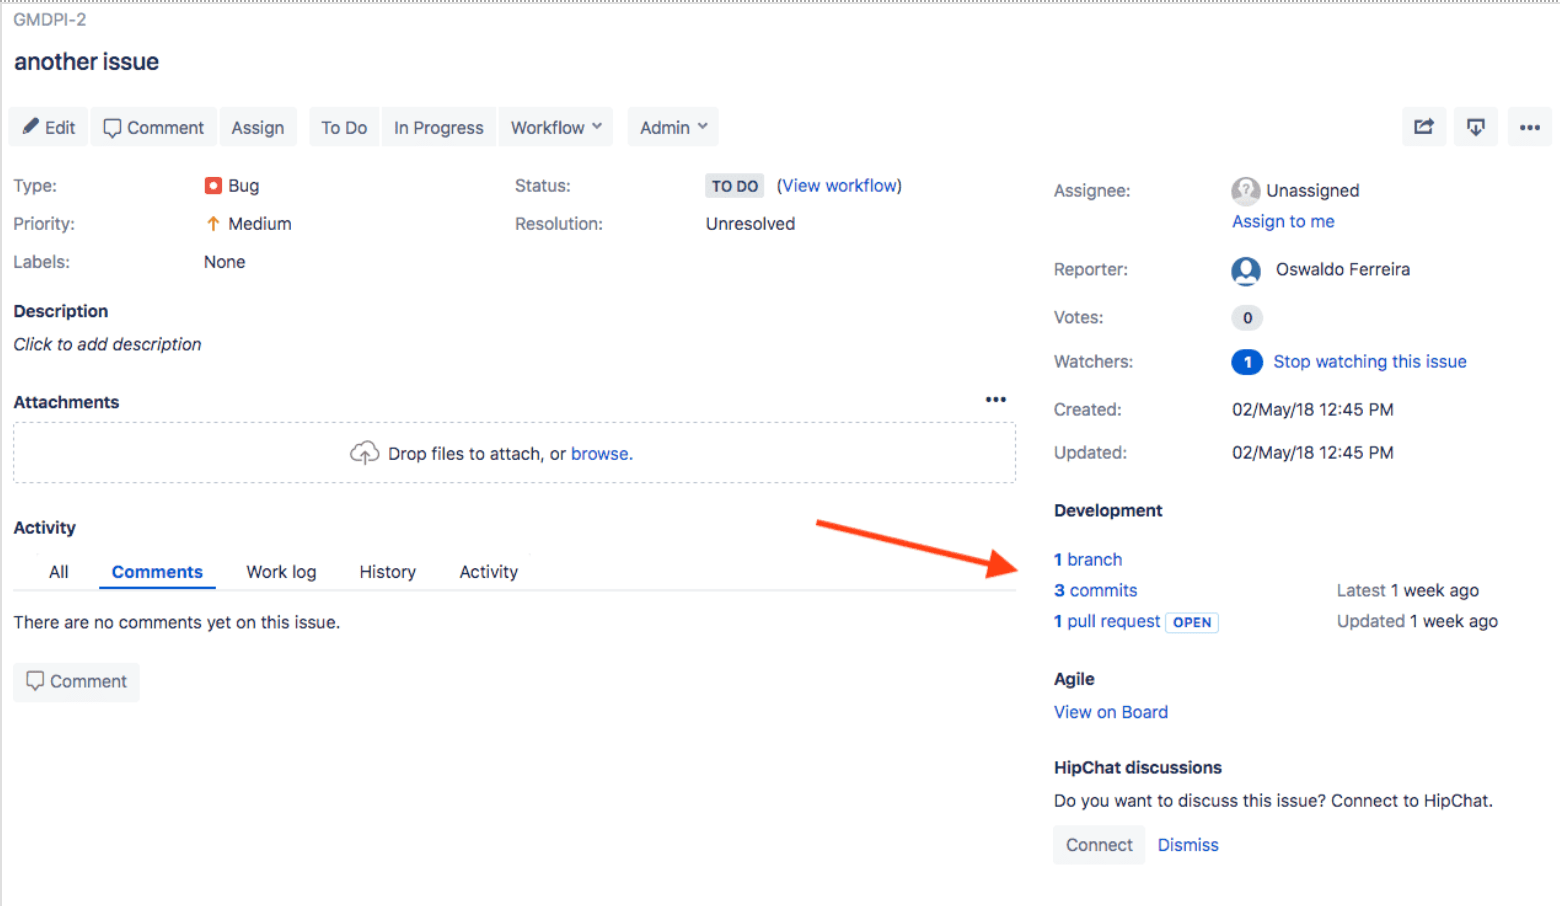 GMDPI-2
another issue
Edit Comment Assign To Do In Progress Workflow Admin
Type: Bug
Priority: Medium
Labels: None
Status: TO DO (View workflow)
Resolution: Unresolved
Description
Click to add description
Attachments
Drop files to attach, or browse.
Activity
All Comments Work log History Activity
There are no comments yet on this issue.
Comment
Assignee: Unassigned
Assign to me
Reporter: Oswaldo Ferreira
Votes: 0
Watchers: 1 Stop watching this issue
Created: 02/May/18 12:45 PM
Updated: 02/May/18 12:45 PM
Development
1 branch
3 commits Latest 1 week ago
1 pull request OPEN Updated 1 week ago
Agile
View on Board
HipChat discussions
Do you want to discuss this issue? Connect to HipChat.
Connect Dismiss